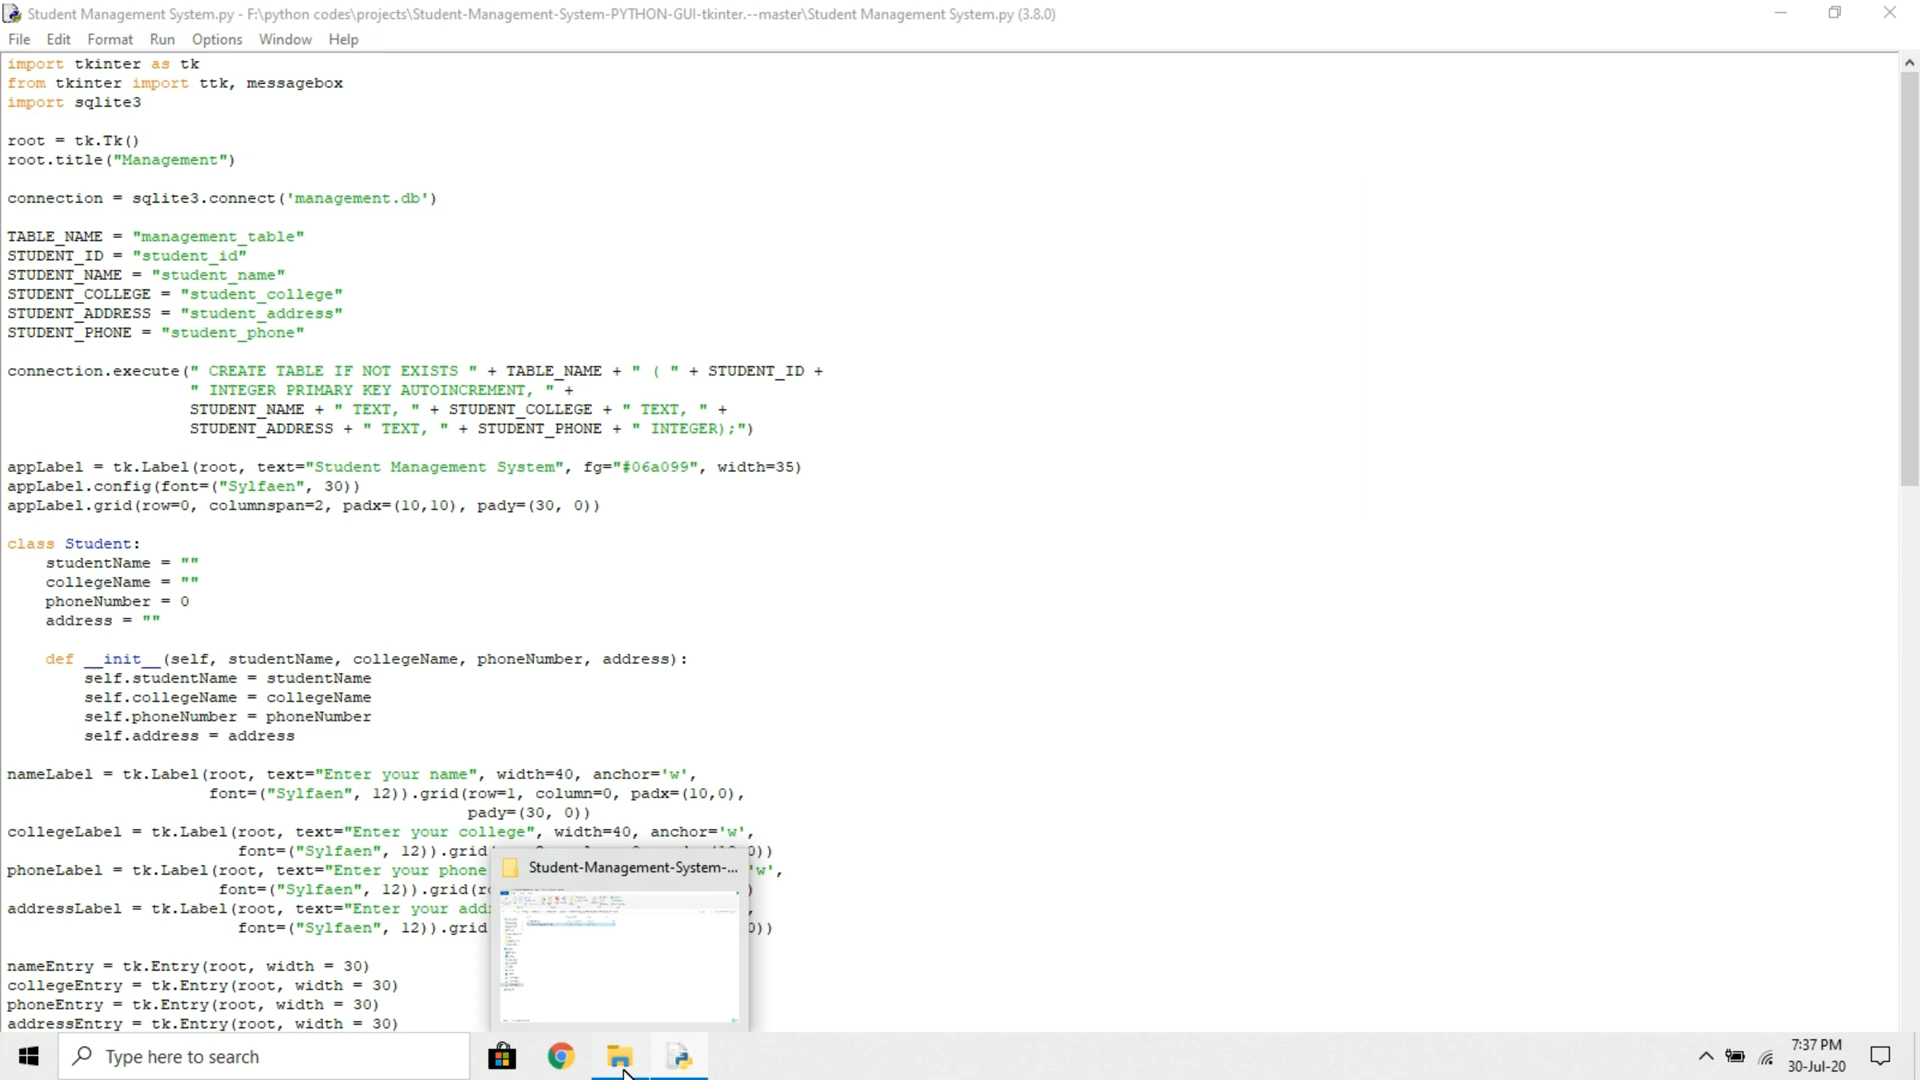 Student Management System.py - F:\python codes\projects\Student-Management-System-PYTHON-GUI-tkinter.--master\Student Management System.py (3.8.0)
File Edit Format Run Options Window Help
import tkinter as tk
from tkinter import ttk, messagebox
import sqlite3
root = tk.Tk()
root.title("Management")
connection = sqlite3.connect('management.db')
TABLE_NAME = "management_table"
STUDENT_ID = "student_id"
STUDENT_NAME = "student_name"
STUDENT_COLLEGE = "student_college"
STUDENT_ADDRESS = "student_address"
STUDENT_PHONE = "student_phone"
connection.execute(" CREATE TABLE IF NOT EXISTS " + TABLE_NAME + " ( " + STUDENT_ID +
" INTEGER PRIMARY KEY AUTOINCREMENT, " +
STUDENT_NAME + " TEXT, " + STUDENT_COLLEGE + " TEXT, " +
STUDENT_ADDRESS + " TEXT, " + STUDENT_PHONE + " INTEGER);")
appLabel = tk.Label(root, text="Student Management System", fg="#06a099", width=35)
appLabel.config(font=("Sylfaen", 30))
appLabel.grid(row=0, columnspan=2, padx=(10,10), pady=(30, 0))
class Student:
studentName = ""
collegeName = ""
phoneNumber = 0
address = ""
def __init__(self, studentName, collegeName, phoneNumber, address):
self.studentName = studentName
self.collegeName = collegeName
self.phoneNumber = phoneNumber
self.address = address
nameLabel = tk.Label(root, text="Enter your name", width=40, anchor='w',
font=("Sylfaen", 12)).grid(row=1, column=0, padx=(10,0),
pady=(30, 0))
collegeLabel = tk.Label(root, text="Enter your college", width=40, anchor='w',
font=("Sylfaen", 12)).grid 0))
phoneLabel = tk.Label(root, text="Enter your phone 'w',
font=("Sylfaen", 12)).grid(ro )
addressLabel = tk.Label(root, text="Enter your add ,
font=("Sylfaen", 12)).grid 0))
nameEntry = tk.Entry(root, width = 30)
collegeEntry = tk.Entry(root, width = 30)
phoneEntry = tk.Entry(root, width = 30)
addressEntry = tk.Entry(root, width = 30)
Student-Management-System-...
Type here to search
7:37 PM
30-Jul-20